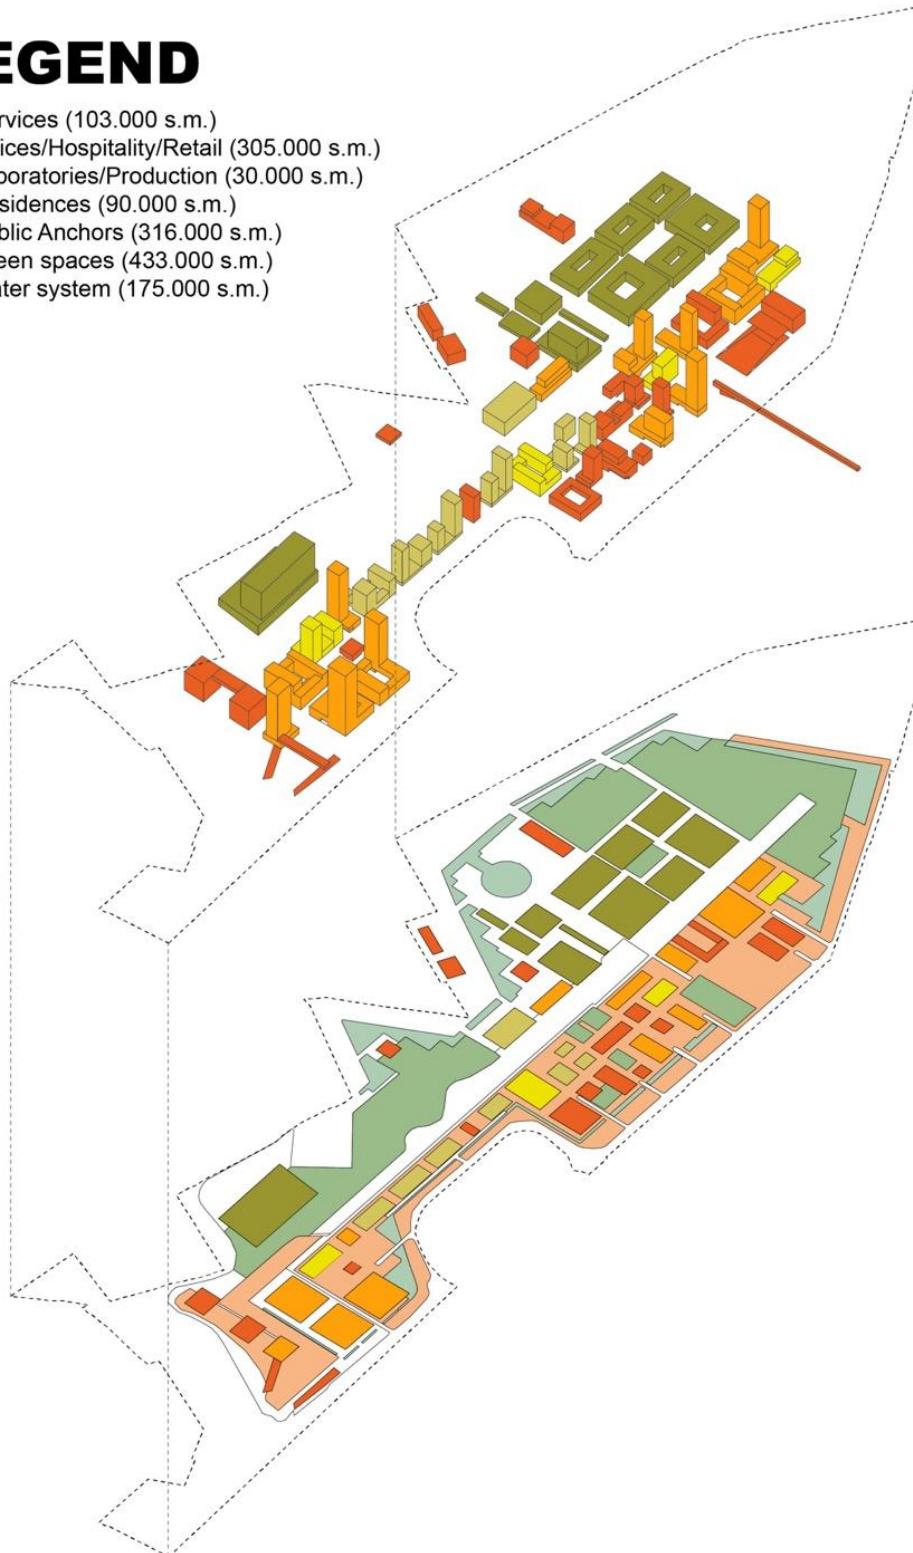 EGEND
rvices (103.000 s.m.)
ices/Hospitality/Retail (305.000 s.m.)
boratories/Production (30.000 s.m.)
sidences (90.000 s.m.)
blic Anchors (316.000 s.m.)
een spaces (433.000 s.m.)
ater system (175.000 s.m.)